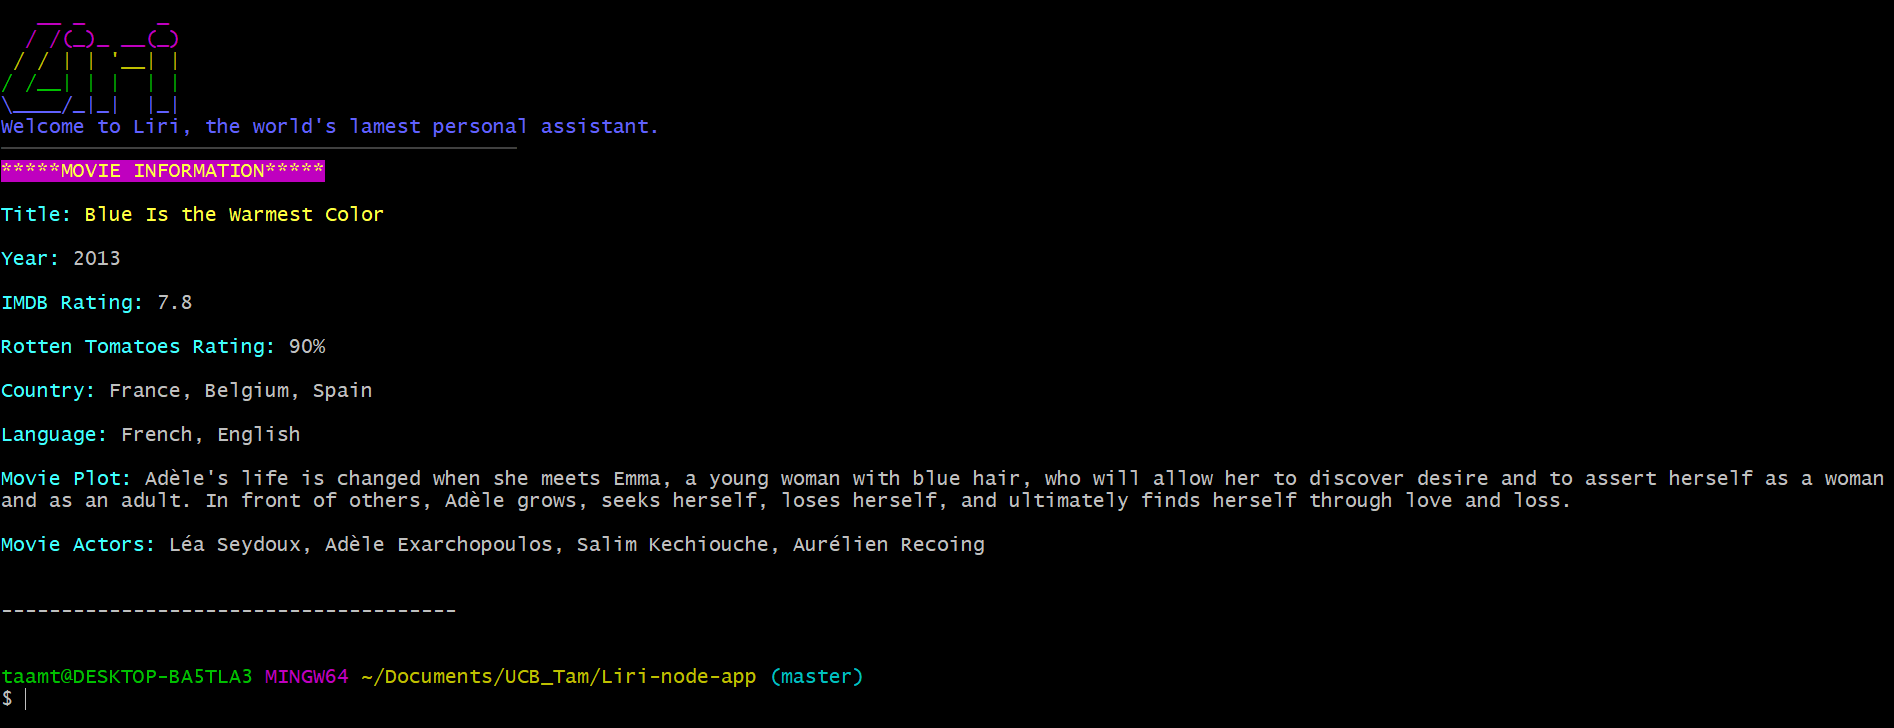 __ _      _
  / /(_)_ __(_)
 / / | | '__| |
/ /__| | |  | |
\____/_|_|  |_|
Welcome to Liri, the world's lamest personal assistant.
___________________________________________
*****MOVIE INFORMATION*****
Title: Blue Is the Warmest Color
Year: 2013
IMDB Rating: 7.8
Rotten Tomatoes Rating: 90%
Country: France, Belgium, Spain
Language: French, English
Movie Plot: Adèle's life is changed when she meets Emma, a young woman with blue hair, who will allow her to discover desire and to assert herself as a woman
and as an adult. In front of others, Adèle grows, seeks herself, loses herself, and ultimately finds herself through love and loss.
Movie Actors: Léa Seydoux, Adèle Exarchopoulos, Salim Kechiouche, Aurélien Recoing
--------------------------------------
taamt@DESKTOP-BA5TLA3 MINGW64 ~/Documents/UCB_Tam/Liri-node-app (master)
$